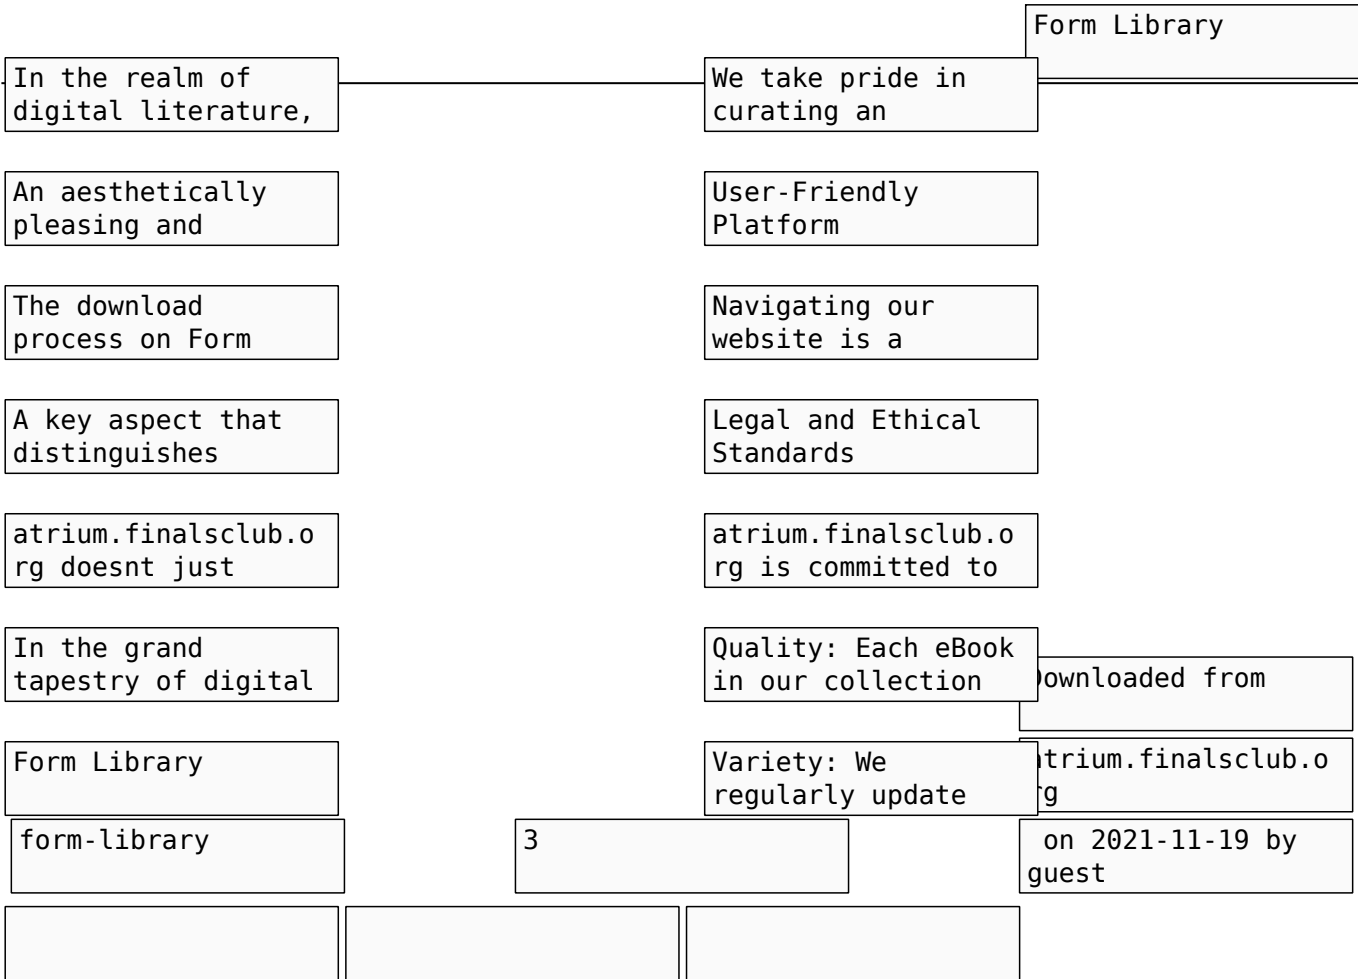 Form Library
In the realm of
digital literature,
An aesthetically
pleasing and
The download
process on Form
A key aspect that
distinguishes
atrium.finalsclub.o
rg doesnt just
In the grand
tapestry of digital
Form Library
We take pride in
curating an
User-Friendly
Platform
Navigating our
website is a
Legal and Ethical
Standards
atrium.finalsclub.o
rg is committed to
Quality: Each eBook
in our collection
Variety: We
regularly update
form-library
3
Downloaded from
atrium.finalsclub.o
rg
on 2021-11-19 by
guest